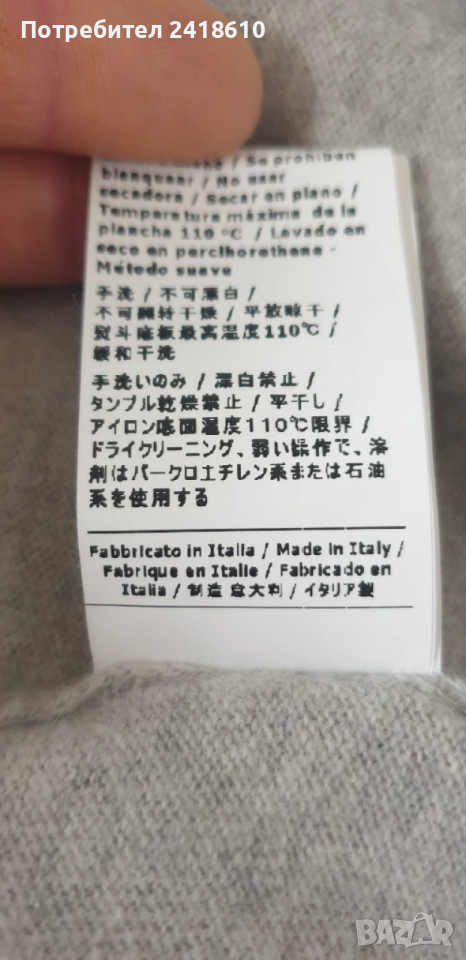 Потребител 2418610
/ Se prohiban
blanquear / No usar
secadora / Secar en plano /
Temperatura máxima de la
plancha 110 °C / Lavado en
seco en percloroethene -
Método suave
手洗 / 不可漂白 /
不可翻转干燥 / 平放晾干 /
熨斗底板最高温度110℃ /
缓和干洗
手洗いのみ / 漂白禁止 /
タンブル乾燥禁止 / 平干し /
アイロン底面温度110℃限界 /
ドライクリーニング、弱い操作で、溶
剤はパークロエチレン系または石油
系を使用する
Fabbricato in Italia / Made in Italy /
Fabrique en Italie / Fabricado en
Italia / 制造 意大利 / イタリア製
BAZAR